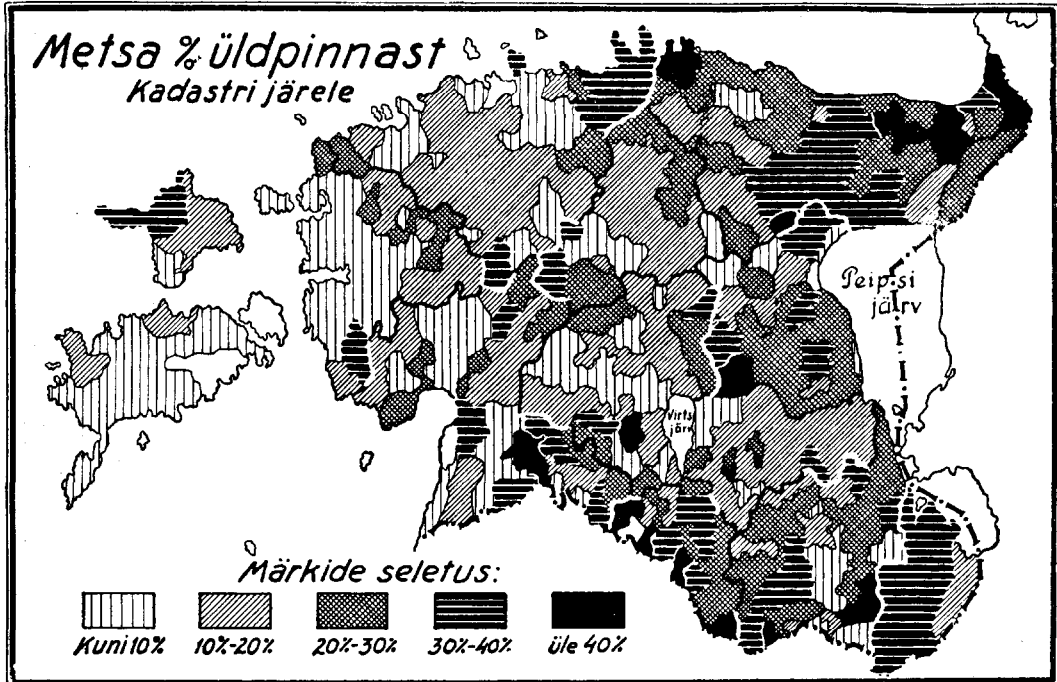 Metsa % üldpinnast
Kadastri järele
Peipsi
järv
Virts
järv
Märkide seletus:
Kuni 10%
10%-20%
20%-30%
30%-40%
üle 40%